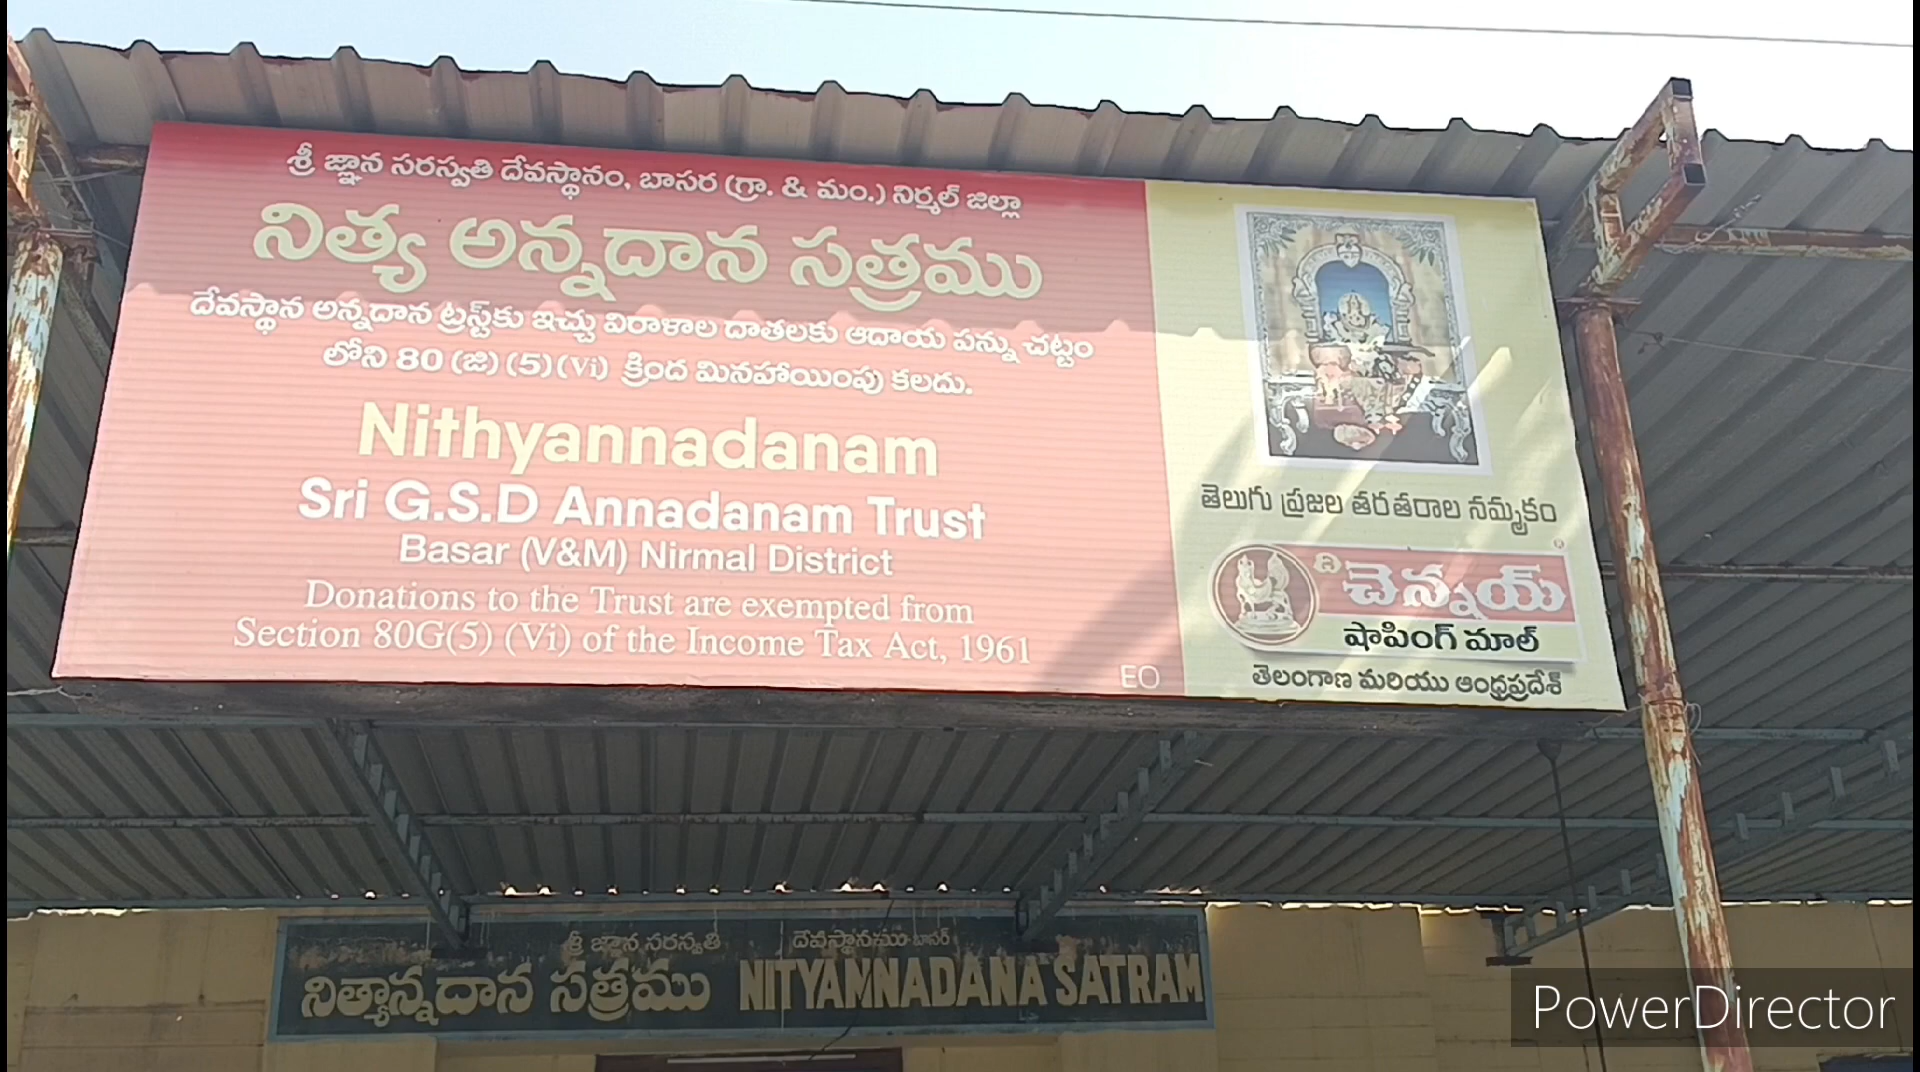 శ్రీ జ్ఞాన సరస్వతి దేవస్థానం, బాసర (గ్రా. & మం.) నిర్మల్ జిల్లా
నిత్య అన్నదాన సత్రము
దేవస్థాన అన్నదాన ట్రస్ట్‌కు ఇచ్చు విరాళాల దాతలకు ఆదాయ పన్ను చట్టం
లోని 80 (జి) (5) (Vi) క్రింద మినహాయింపు కలదు.
Nithyannadanam
Sri G.S.D Annadanam Trust
Basar (V&M) Nirmal District
Donations to the Trust are exempted from
Section 80G(5) (Vi) of the Income Tax Act, 1961
EO
తెలుగు ప్రజల తరతరాల నమ్మకం
ది చెన్నయ్ ®
షాపింగ్ మాల్
తెలంగాణ మరియు ఆంధ్రప్రదేశ్
శ్రీ జ్ఞాన సరస్వతి దేవస్థానము బాసర్
నిత్యాన్నదాన సత్రము NITYANNADANA SATRAM
PowerDirector